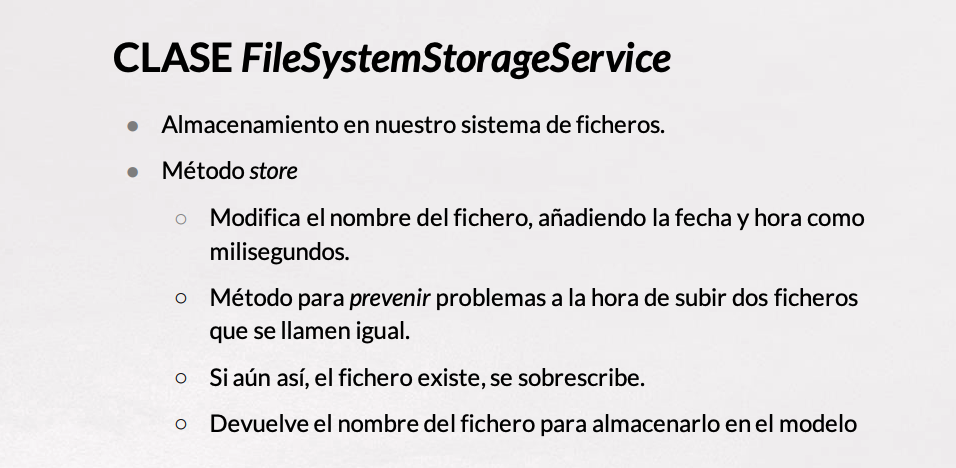 CLASE FileSystemStorageService
● Almacenamiento en nuestro sistema de ficheros.
● Método store
○ Modifica el nombre del fichero, añadiendo la fecha y hora como
milisegundos.
○ Método para prevenir problemas a la hora de subir dos ficheros
que se llamen igual.
○ Si aún así, el fichero existe, se sobrescribe.
○ Devuelve el nombre del fichero para almacenarlo en el modelo